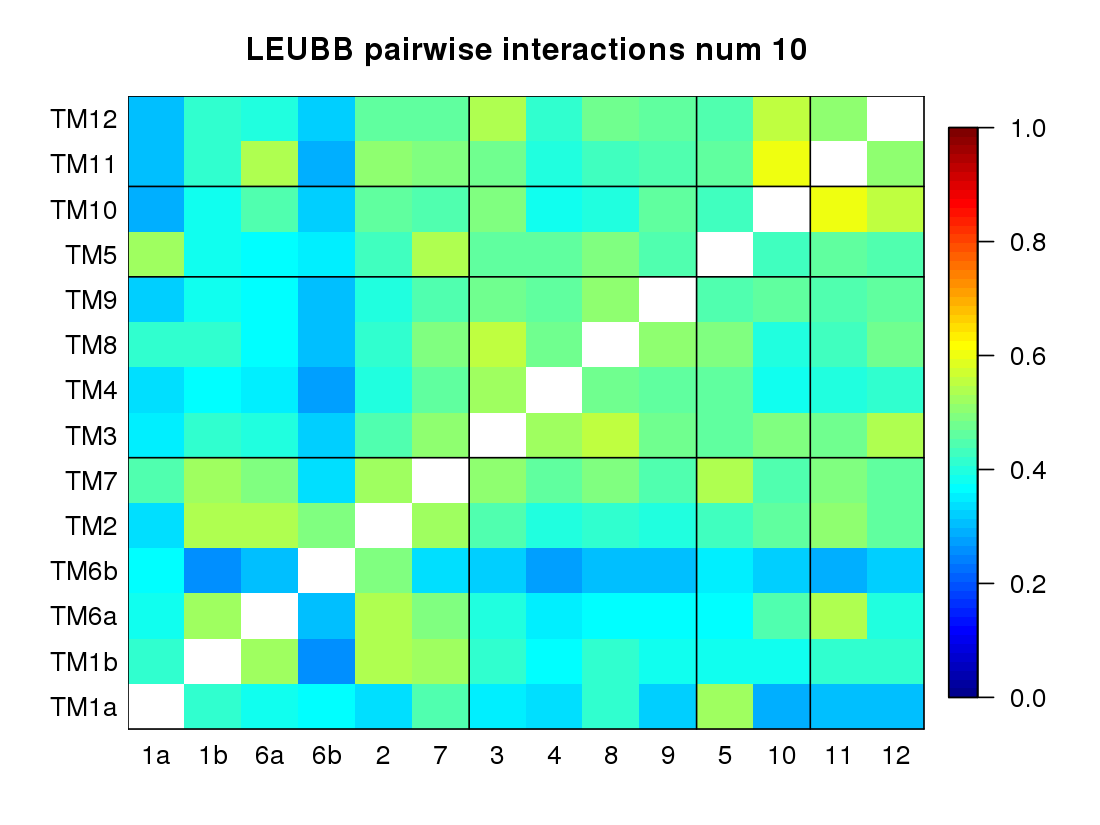 LEUBB pairwise interactions num 10
TM12
TM11
TM10
TM5
TM9
TM8
TM4
TM3
TM7
TM2
TM6b
TM6a
TM1b
TM1a
1a 1b 6a 6b 2 7 3 4 8 9 5 10 11 12
1.0
0.8
0.6
0.4
0.2
0.0